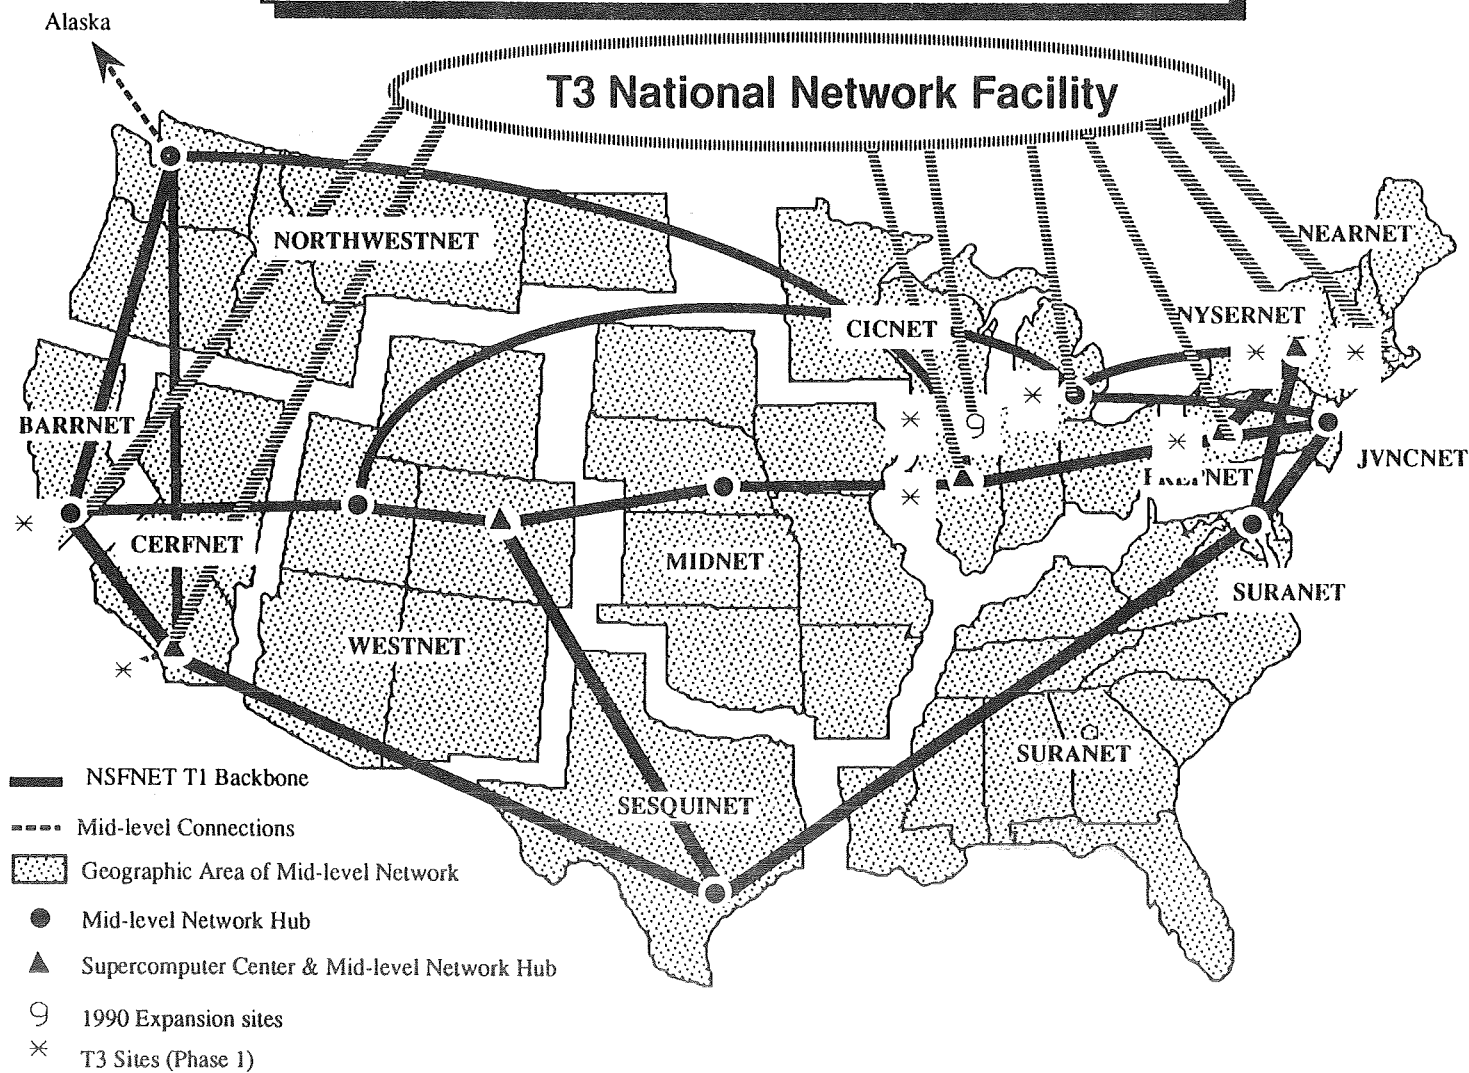 Alaska
T3 National Network Facility
NORTHWESTNET
NEARNET
CICNET
NYSERNET
BARRNET
9
JVNCNET
CERFNET
MIDNET
SURANET
WESTNET
SURANET
SESQUINET
NSFNET T1 Backbone
Mid-level Connections
Geographic Area of Mid-level Network
Mid-level Network Hub
Supercomputer Center & Mid-level Network Hub
9 1990 Expansion sites
T3 Sites (Phase 1)